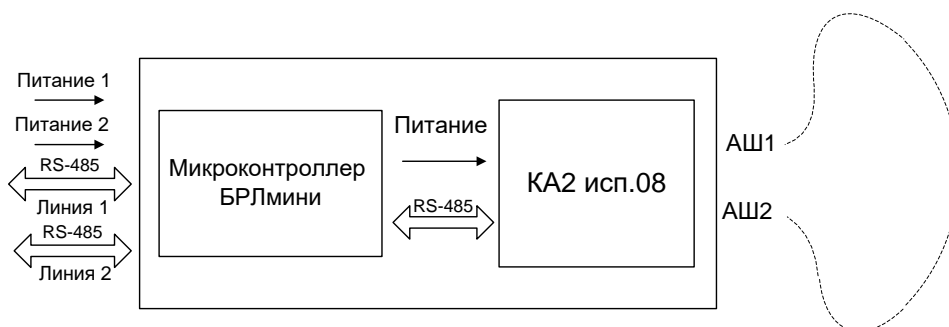 Питание 1
Питание 2
RS-485
Линия 1
RS-485
Линия 2
Микроконтроллер
БРЛмини
Питание
RS-485
КА2 исп.08
АШ1
АШ2